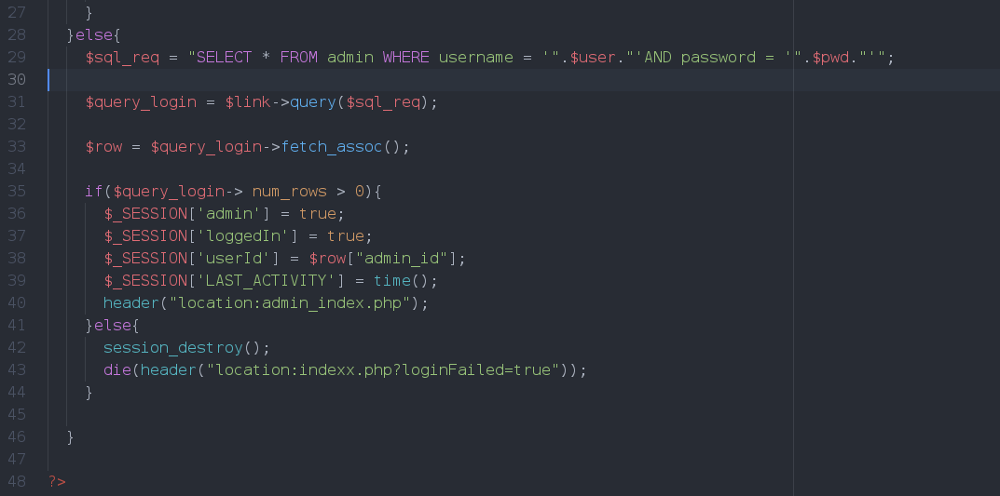 27 }
28 }else{
29 $sql_req = "SELECT * FROM admin WHERE username = '".$user."'AND password = '".$pwd."'";
30
31 $query_login = $link->query($sql_req);
32
33 $row = $query_login->fetch_assoc();
34
35 if($query_login-> num_rows > 0){
36 $_SESSION['admin'] = true;
37 $_SESSION['loggedIn'] = true;
38 $_SESSION['userId'] = $row["admin_id"];
39 $_SESSION['LAST_ACTIVITY'] = time();
40 header("location:admin_index.php");
41 }else{
42 session_destroy();
43 die(header("location:indexx.php?loginFailed=true"));
44 }
45
46 }
47
48 ?>